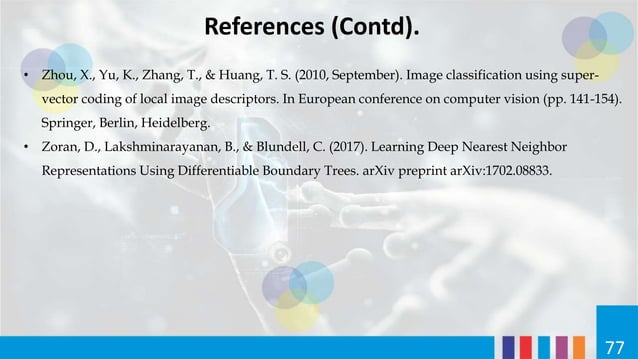 References (Contd).
• Zhou, X., Yu, K., Zhang, T., & Huang, T. S. (2010, September). Image classification using super-
vector coding of local image descriptors. In European conference on computer vision (pp. 141-154).
Springer, Berlin, Heidelberg.
• Zoran, D., Lakshminarayanan, B., & Blundell, C. (2017). Learning Deep Nearest Neighbor
Representations Using Differentiable Boundary Trees. arXiv preprint arXiv:1702.08833.
77